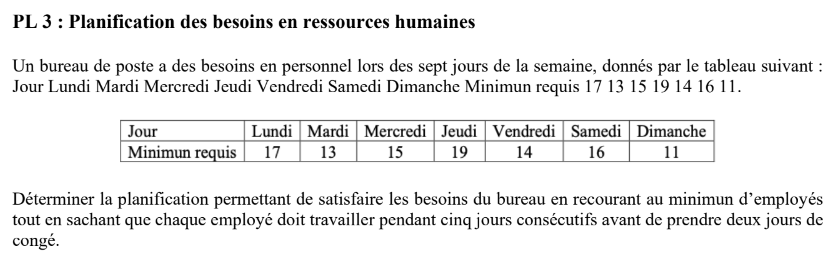 PL 3 : Planification des besoins en ressources humaines
Un bureau de poste a des besoins en personnel lors des sept jours de la semaine, donnés par le tableau suivant :
Jour Lundi Mardi Mercredi Jeudi Vendredi Samedi Dimanche Minimun requis 17 13 15 19 14 16 11.
Jour Lundi Mardi Mercredi Jeudi Vendredi Samedi Dimanche
Minimun requis 17 13 15 19 14 16 11
Déterminer la planification permettant de satisfaire les besoins du bureau en recourant au minimun d'employés
tout en sachant que chaque employé doit travailler pendant cinq jours consécutifs avant de prendre deux jours de
congé.